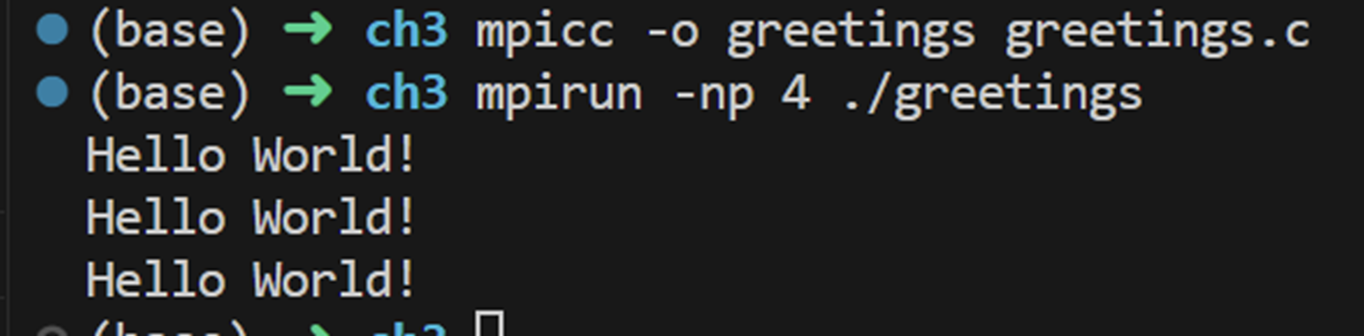 (base) ➜ ch3 mpicc -o greetings greetings.c
(base) ➜ ch3 mpirun -np 4 ./greetings
Hello World!
Hello World!
Hello World!
(base) ➜ ch3